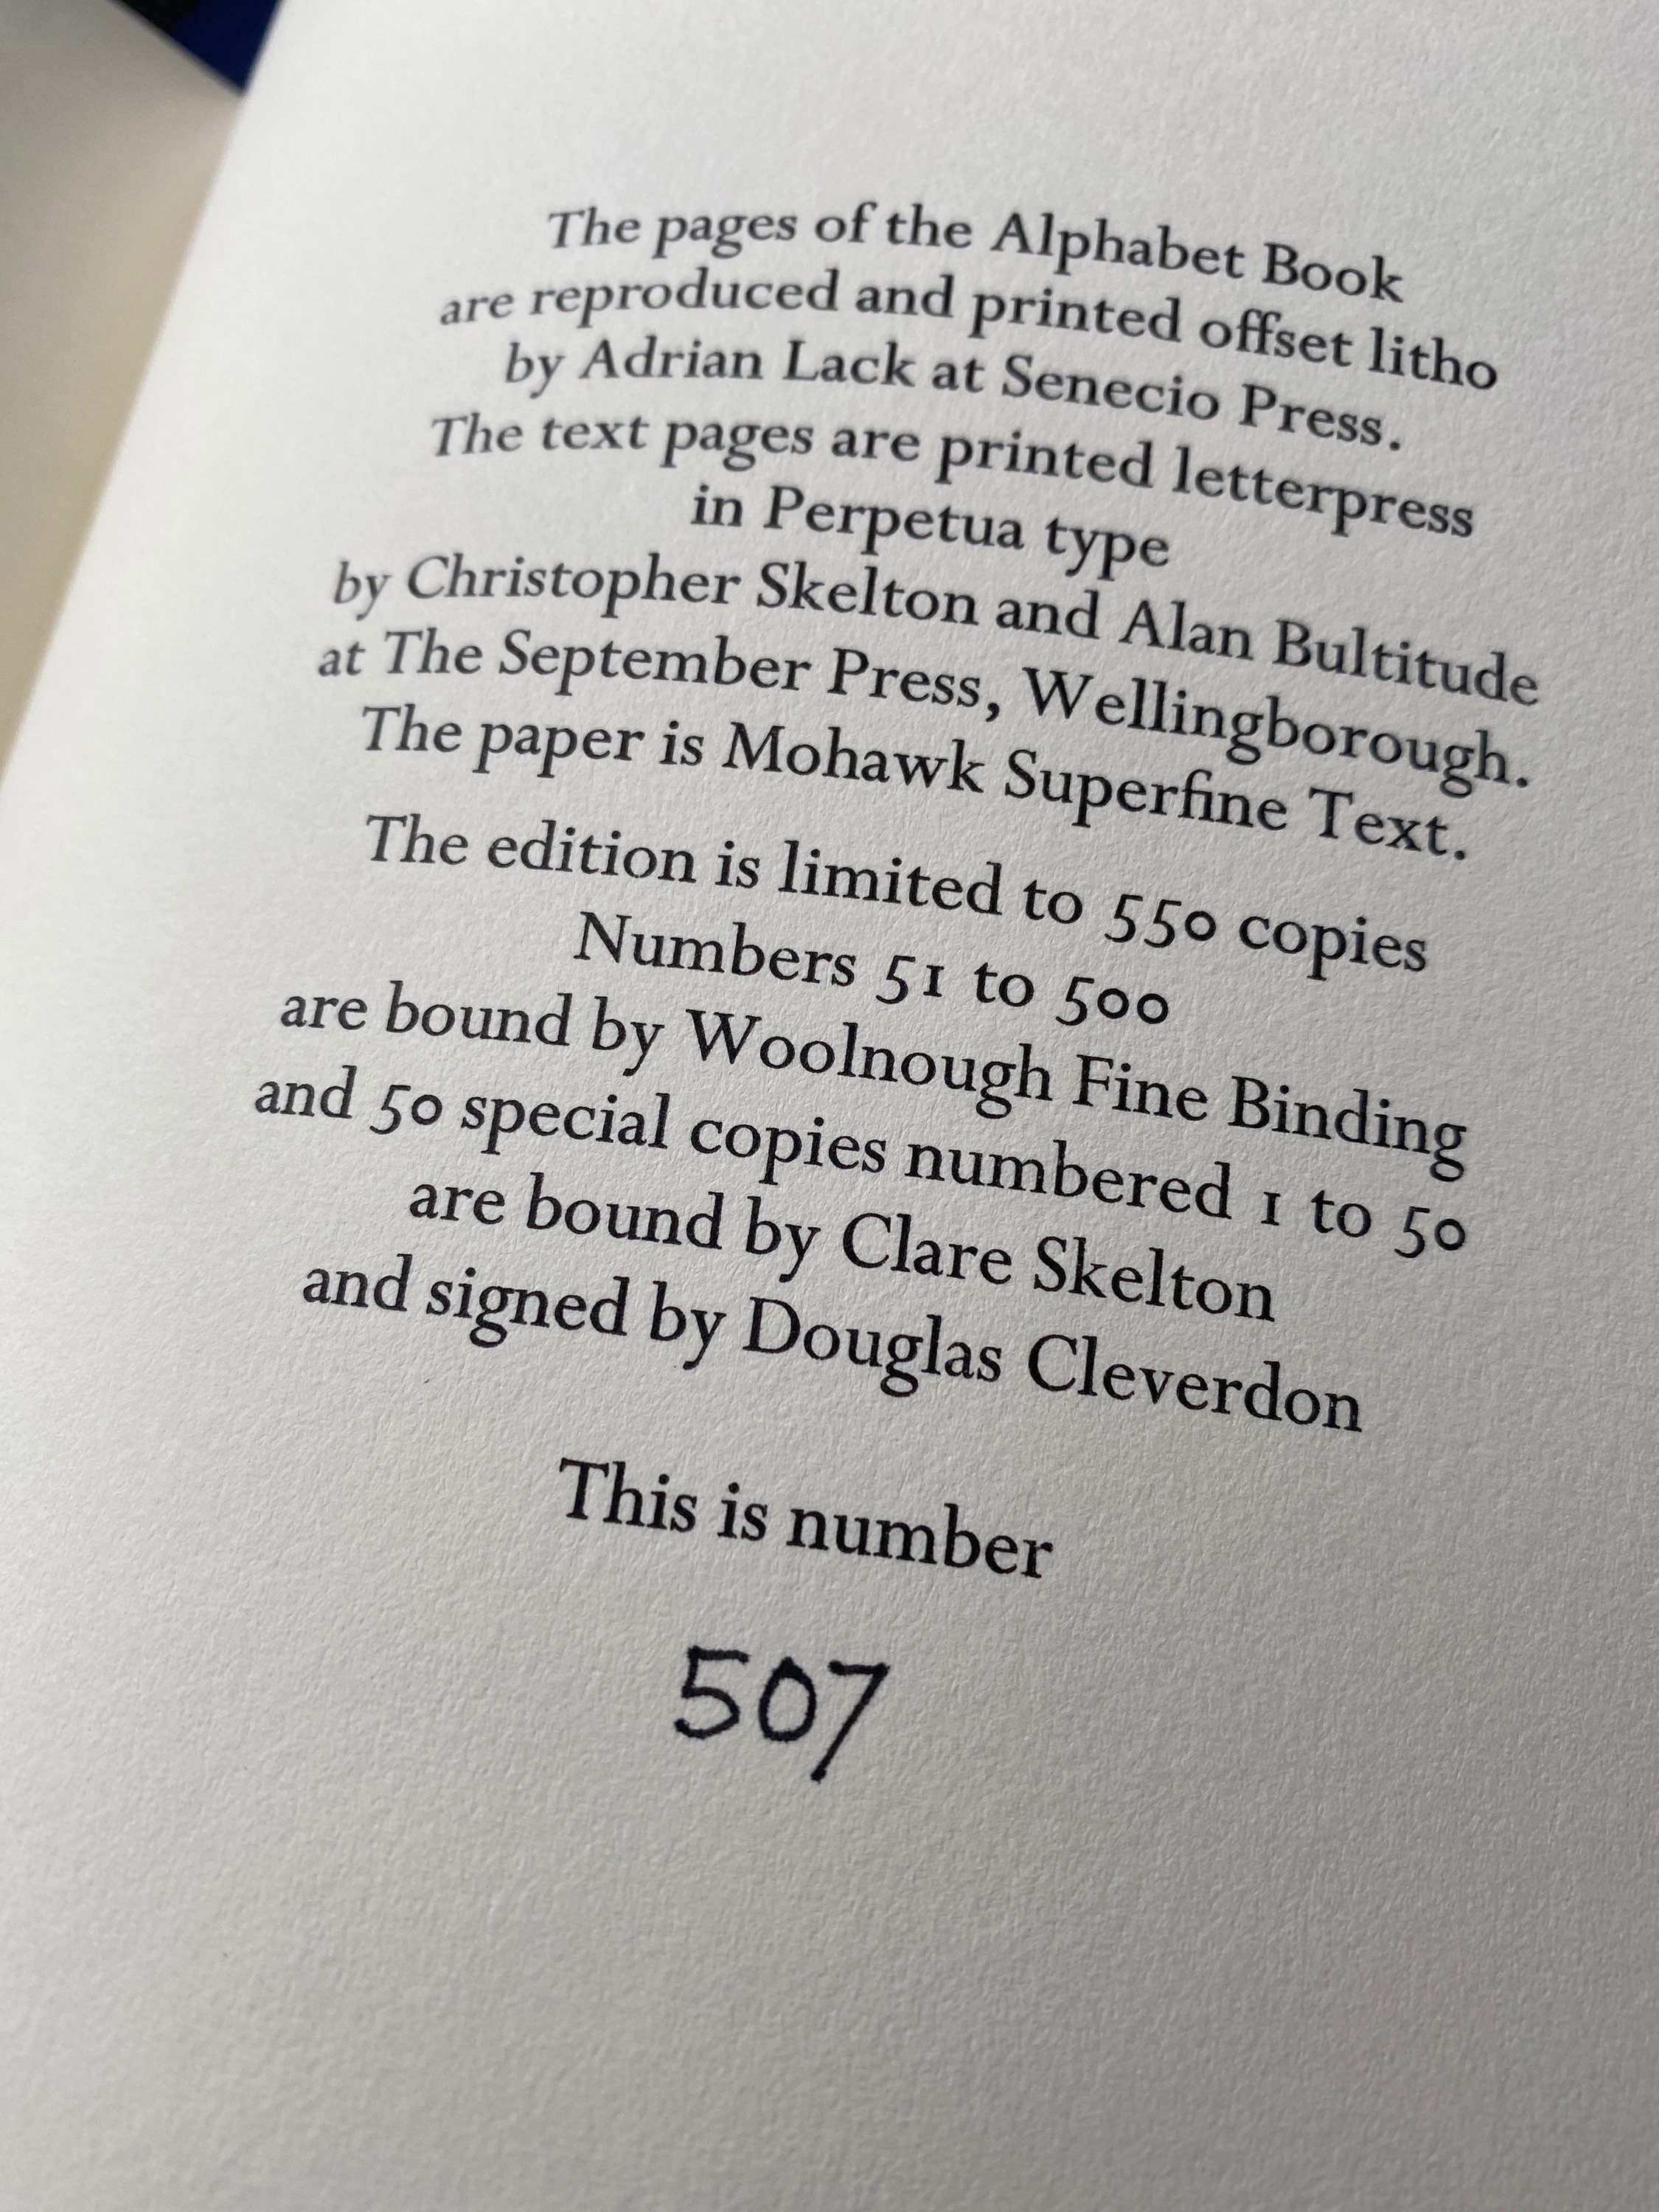 The pages of the Alphabet Book
are reproduced and printed offset litho
by Adrian Lack at Senecio Press.
The text pages are printed letterpress
in Perpetua type
by Christopher Skelton and Alan Bultitude
at The September Press, Wellingborough.
The paper is Mohawk Superfine Text.
The edition is limited to 550 copies
Numbers 51 to 500
are bound by Woolnough Fine Binding
and 50 special copies numbered 1 to 50
are bound by Clare Skelton
and signed by Douglas Cleverdon
This is number
507